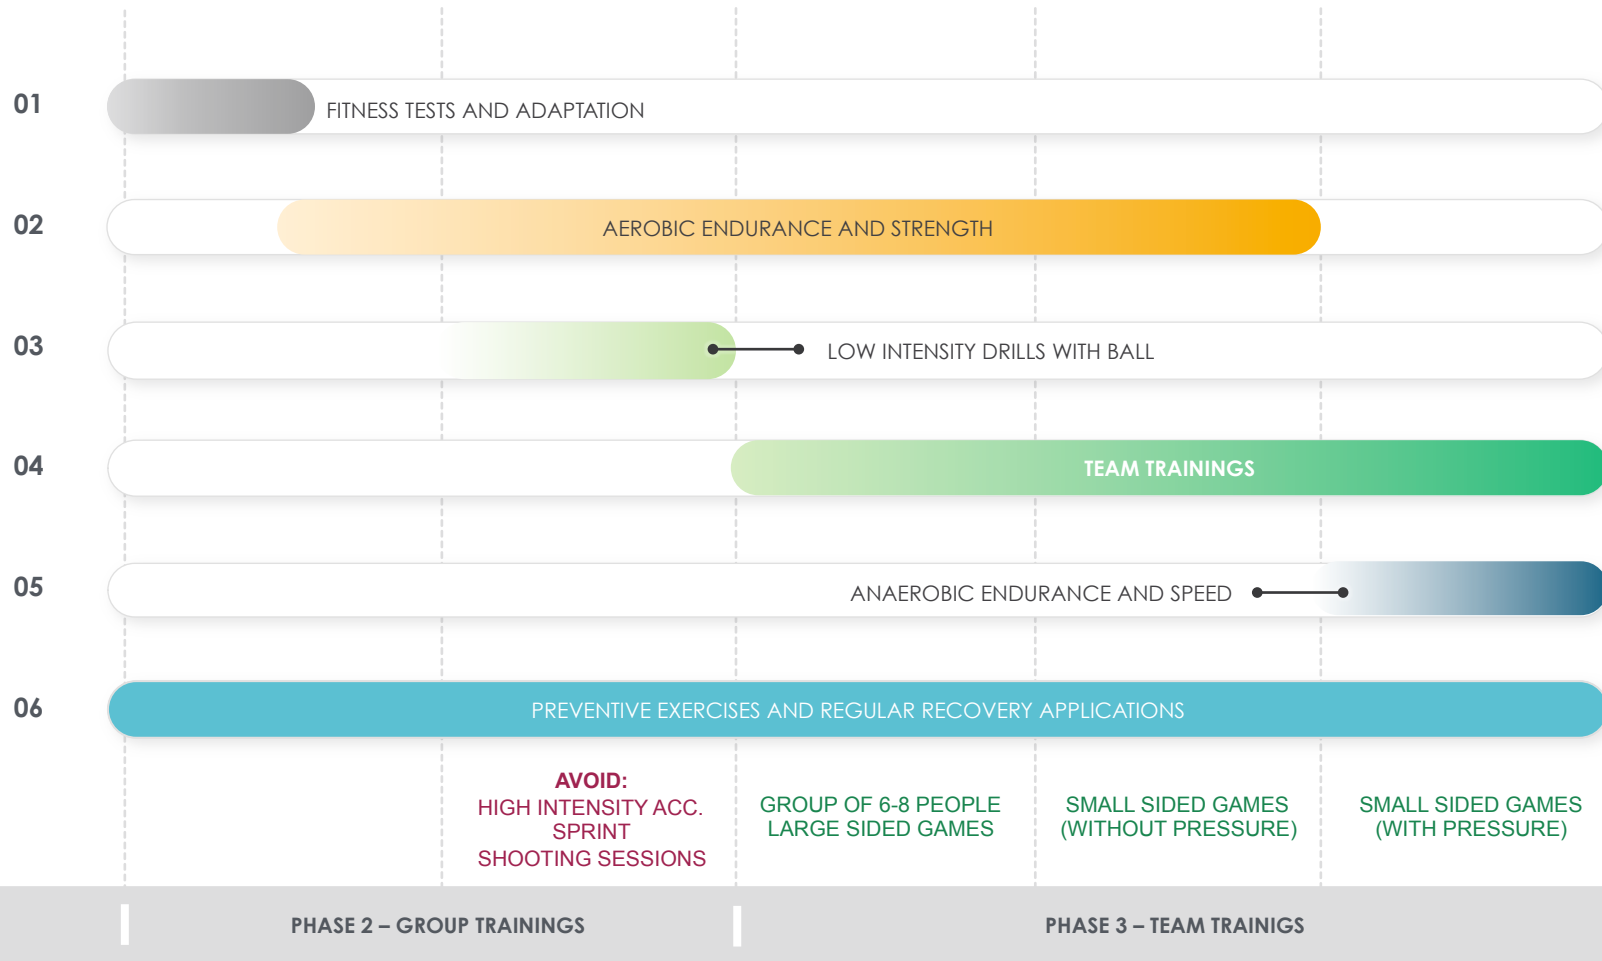 01
FITNESS TESTS AND ADAPTATION
02
AEROBIC ENDURANCE AND STRENGTH
03
LOW INTENSITY DRILLS WITH BALL
04
TEAM TRAININGS
05
ANAEROBIC ENDURANCE AND SPEED
06
PREVENTIVE EXERCISES AND REGULAR RECOVERY APPLICATIONS
AVOID:
HIGH INTENSITY ACC.
SPRINT
SHOOTING SESSIONS
GROUP OF 6-8 PEOPLE
LARGE SIDED GAMES
SMALL SIDED GAMES
(WITHOUT PRESSURE)
SMALL SIDED GAMES
(WITH PRESSURE)
PHASE 2 – GROUP TRAININGS
PHASE 3 – TEAM TRAINIGS